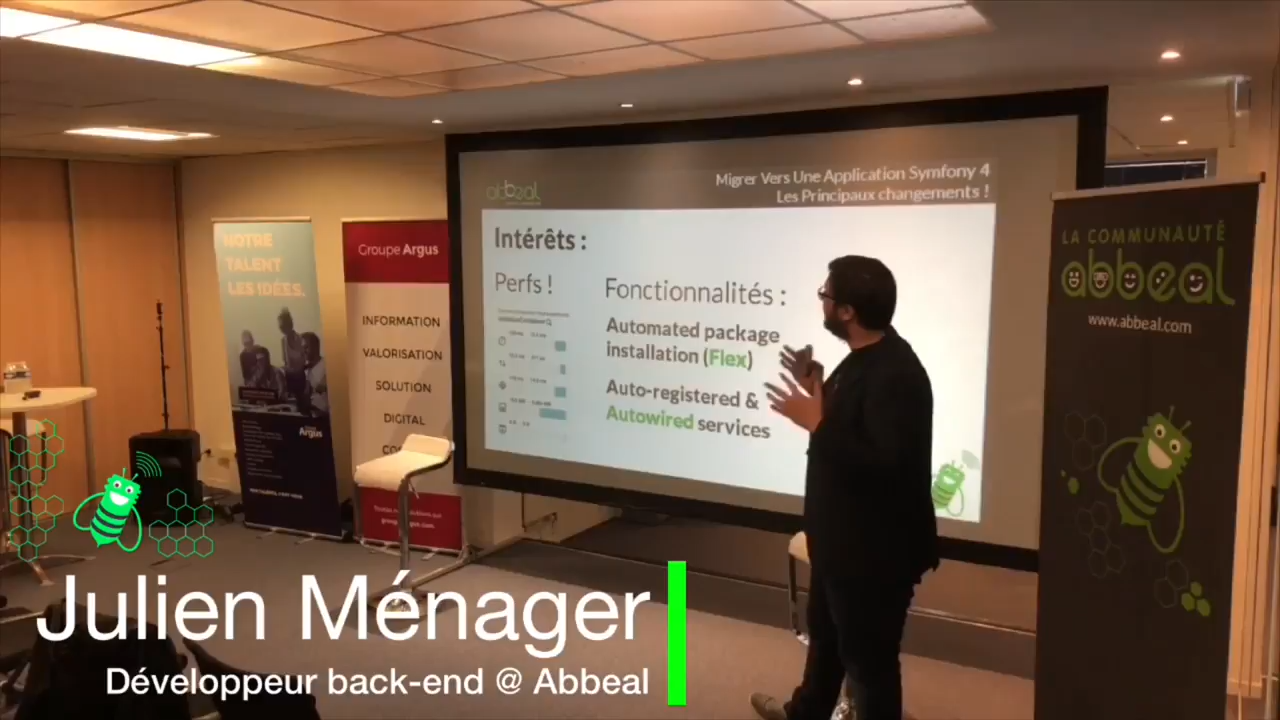 NOTRE
TALENT
LES IDÉES.
Argus
Groupe Argus
INFORMATION
VALORISATION
SOLUTION
DIGITAL
abbeal
Migrer Vers Une Application Symfony 4
Les Principaux changements !
Intérêts :
Perfs !
Fonctionnalités :
Automated package
installation (Flex)
Auto-registered &
Autowired services
LA COMMUNAUTÉ
abbeal
www.abbeal.com
Julien Ménager
Développeur back-end @ Abbeal